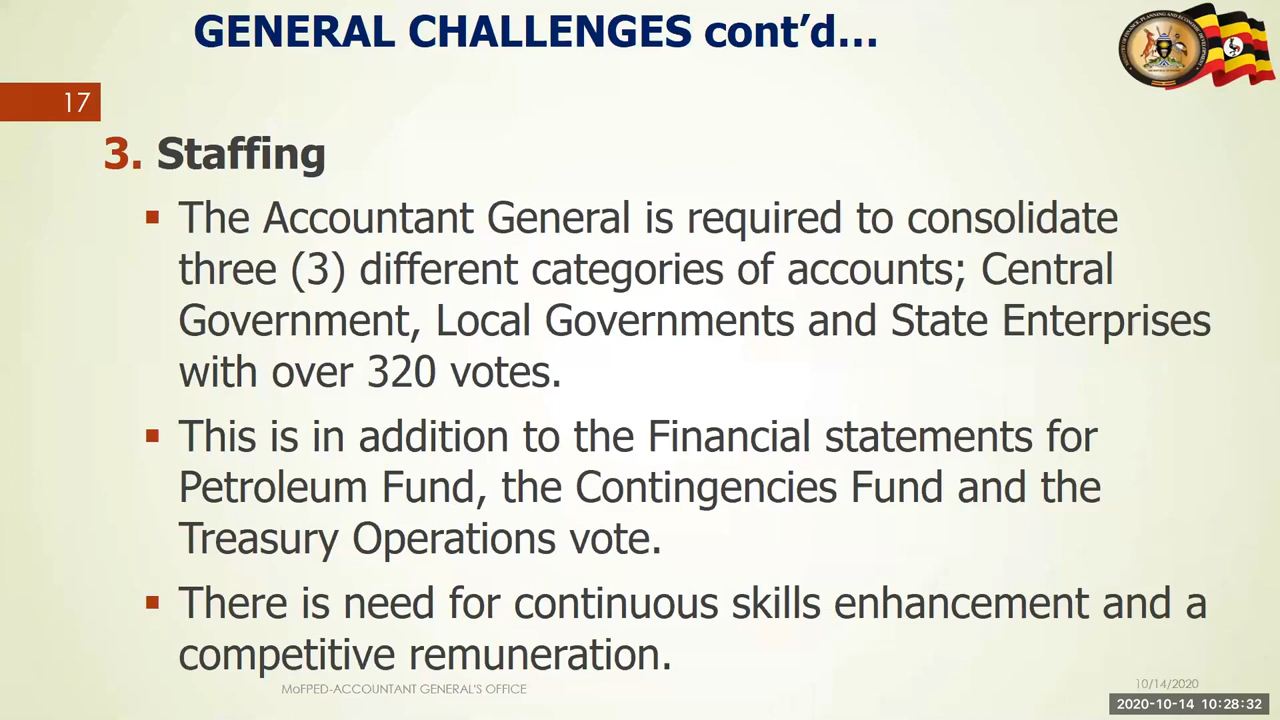 GENERAL CHALLENGES cont’d…
17
3. Staffing
▪ The Accountant General is required to consolidate
three (3) different categories of accounts; Central
Government, Local Governments and State Enterprises
with over 320 votes.
▪ This is in addition to the Financial statements for
Petroleum Fund, the Contingencies Fund and the
Treasury Operations vote.
▪ There is need for continuous skills enhancement and a
competitive remuneration.
MoFPED-ACCOUNTANT GENERAL'S OFFICE
10/14/2020
2020-10-14 10:28:32